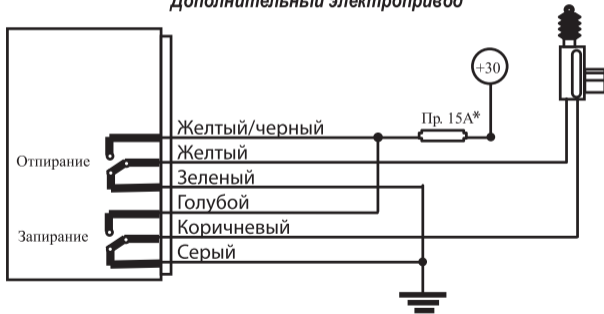 Дополнительный электропривод
+30
Желтый/черный
Пр. 15А*
Отпирание
Желтый
Зеленый
Голубой
Запирание
Коричневый
Серый